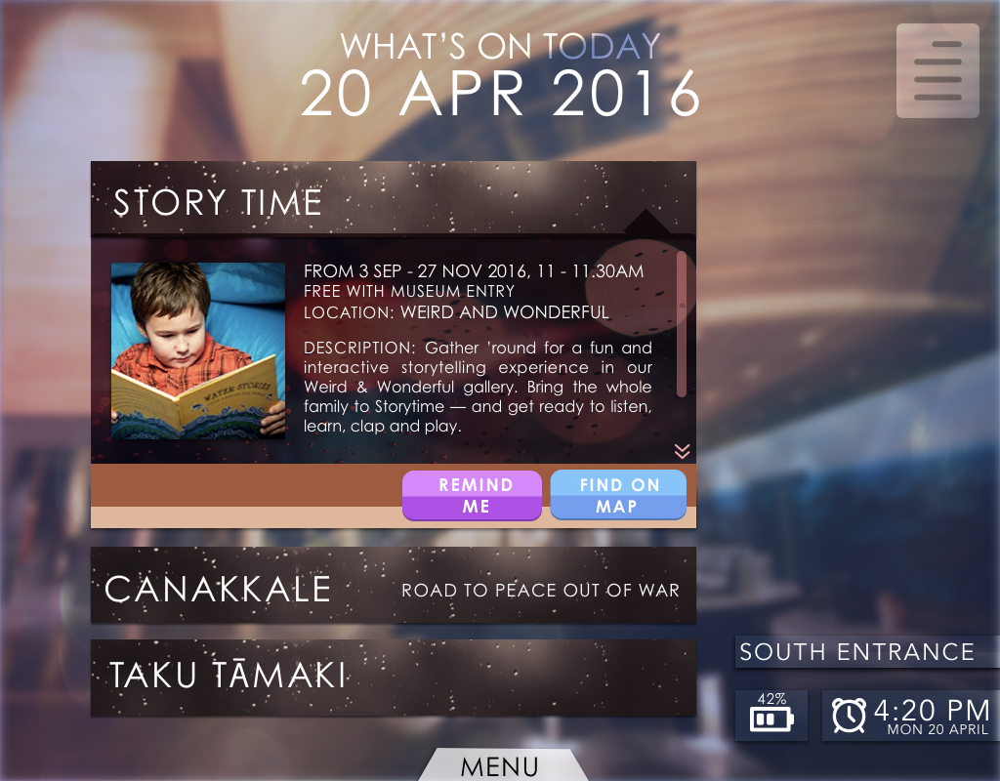 WHAT'S ON TODAY
20 APR 2016
STORY TIME
FROM 3 SEP - 27 NOV 2016, 11 - 11.30AM
FREE WITH MUSEUM ENTRY
LOCATION: WEIRD AND WONDERFUL
DESCRIPTION: Gather 'round for a fun and
interactive storytelling experience in our
Weird & Wonderful gallery. Bring the whole
family to Storytime — and get ready to listen,
learn, clap and play.
WATER STORIES
REMIND
ME
FIND ON
MAP
CANAKKALE
ROAD TO PEACE OUT OF WAR
TAKU TĀMAKI
SOUTH ENTRANCE
42%
4:20 PM
MON 20 APRIL
MENU